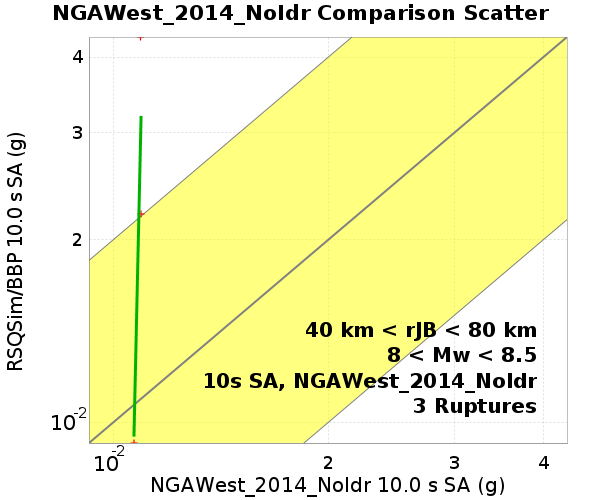 NGAWest_2014_NoIdr Comparison Scatter
4
3
2
10-2
RSQSim/BBP 10.0 s SA (g)
40 km < rJB < 80 km
8 < Mw < 8.5
10s SA, NGAWest_2014_NoIdr
3 Ruptures
10-2
2
3
4
NGAWest_2014_NoIdr 10.0 s SA (g)